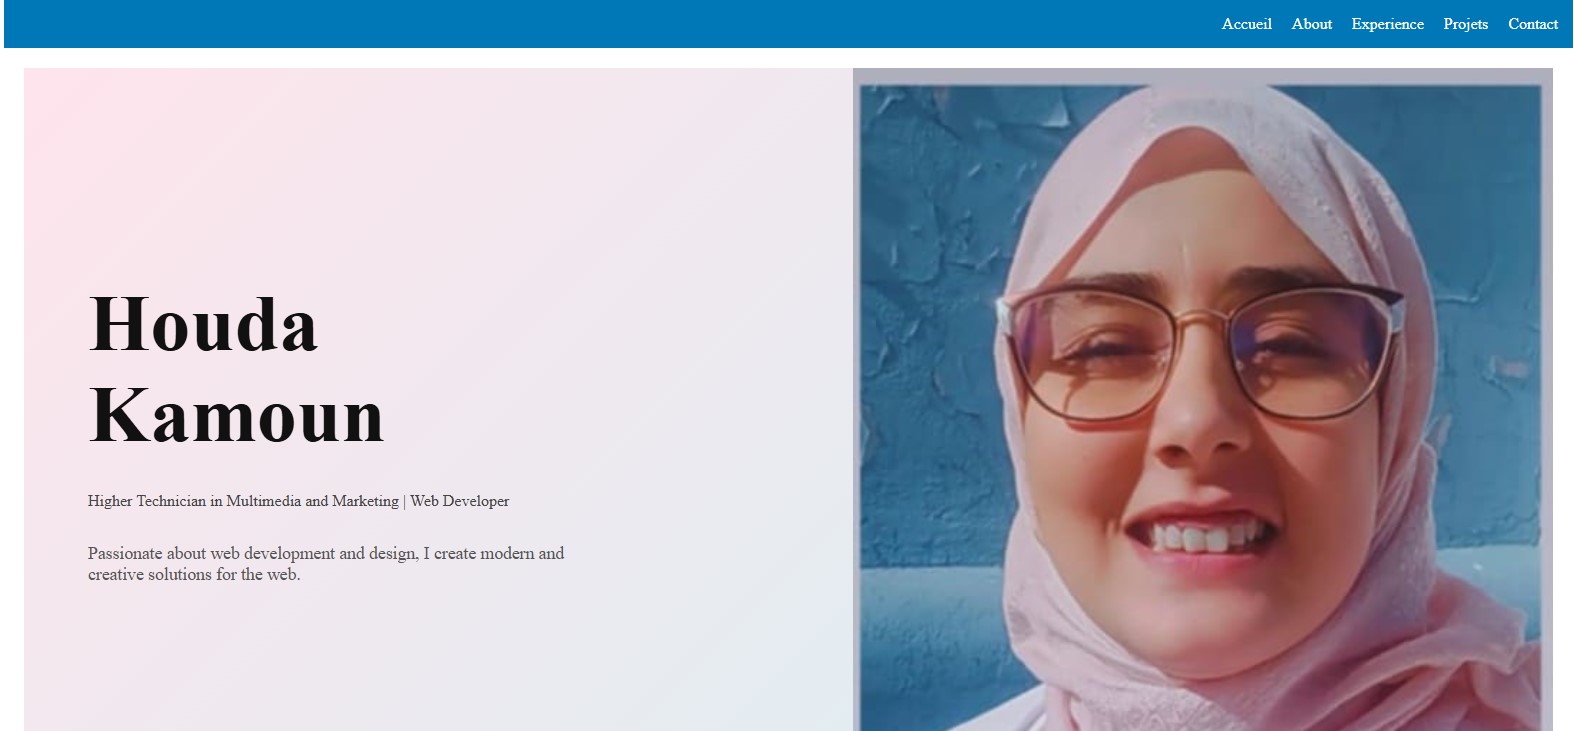 Accueil About Experience Projets Contact
Houda
Kamoun
Higher Technician in Multimedia and Marketing | Web Developer
Passionate about web development and design, I create modern and
creative solutions for the web.